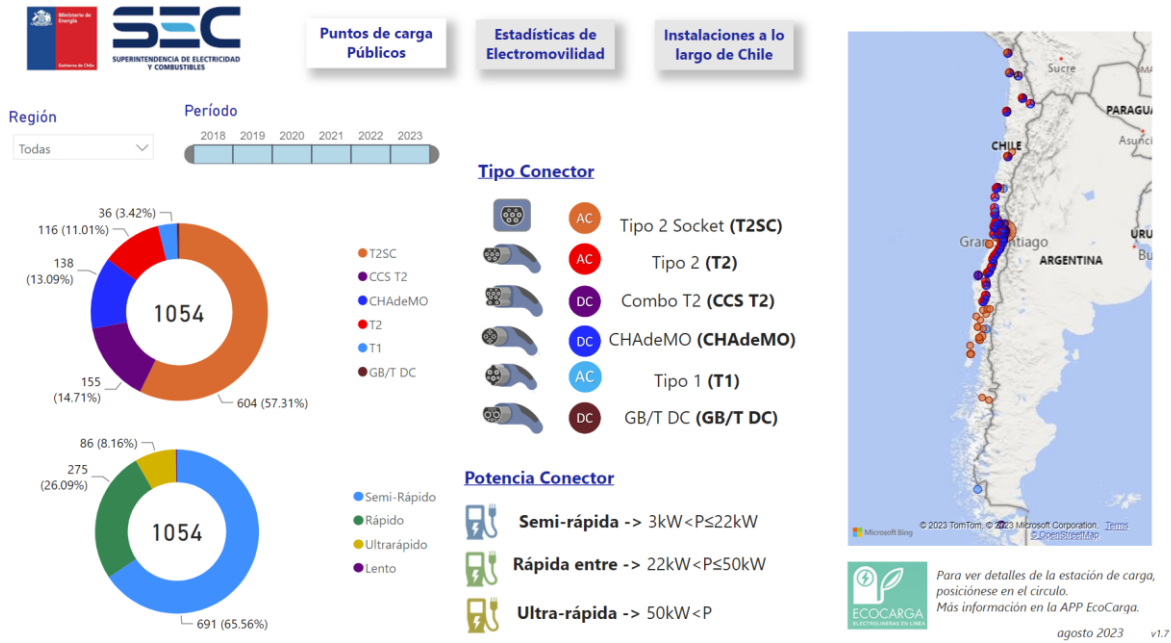 Ministerio de
Energía
Gobierno de Chile
SEC
SUPERINTENDENCIA DE ELECTRICIDAD
Y COMBUSTIBLES
Puntos de carga
Públicos
Estadísticas de
Electromovilidad
Instalaciones a lo
largo de Chile
Región
Todas
Período
2018 2019 2020 2021 2022 2023
36 (3.42%)
116 (11.01%)
138
(13.09%)
155
(14.71%)
604 (57.31%)
1054
T2SC
CCS T2
CHAdeMO
T2
T1
GB/T DC
86 (8.16%)
275
(26.09%)
691 (65.56%)
1054
Semi-Rápido
Rápido
Ultrarápido
Lento
Tipo Conector
AC Tipo 2 Socket (T2SC)
AC Tipo 2 (T2)
DC Combo T2 (CCS T2)
DC CHAdeMO (CHAdeMO)
AC Tipo 1 (T1)
DC GB/T DC (GB/T DC)
Potencia Conector
Semi-rápida -> 3kW<P≤22kW
Rápida entre -> 22kW<P≤50kW
Ultra-rápida -> 50kW<P
Sucre
PARAGU
Asunci
CHILE
Gran Santiago
URU
Bu
ARGENTINA
Microsoft Bing
© 2023 TomTom, © 2023 Microsoft Corporation, Terms
© OpenStreetMap
ECOCARGA
ELECTROLINERAS EN LÍNEA
Para ver detalles de la estación de carga,
posiciónese en el circulo.
Más información en la APP EcoCarga.
agosto 2023 v1.7